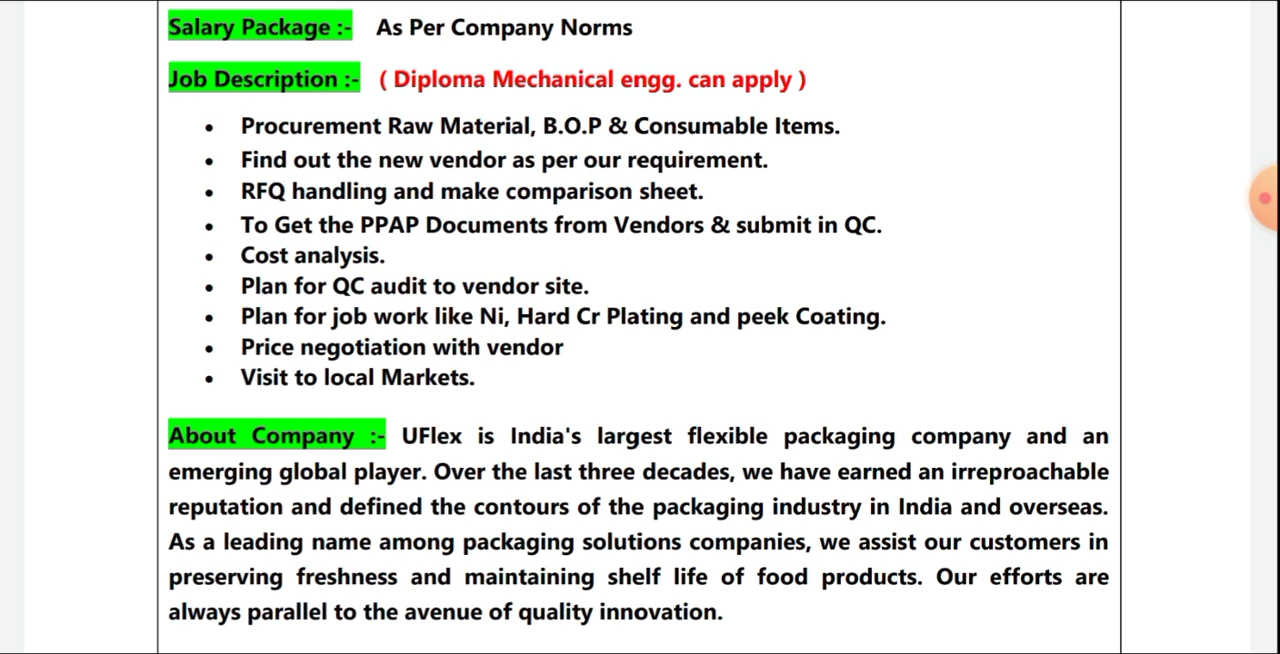 Salary Package :- As Per Company Norms
Job Description :- ( Diploma Mechanical engg. can apply )
• Procurement Raw Material, B.O.P & Consumable Items.
• Find out the new vendor as per our requirement.
• RFQ handling and make comparison sheet.
• To Get the PPAP Documents from Vendors & submit in QC.
• Cost analysis.
• Plan for QC audit to vendor site.
• Plan for job work like Ni, Hard Cr Plating and peek Coating.
• Price negotiation with vendor
• Visit to local Markets.
About Company :- UFlex is India's largest flexible packaging company and an
emerging global player. Over the last three decades, we have earned an irreproachable
reputation and defined the contours of the packaging industry in India and overseas.
As a leading name among packaging solutions companies, we assist our customers in
preserving freshness and maintaining shelf life of food products. Our efforts are
always parallel to the avenue of quality innovation.